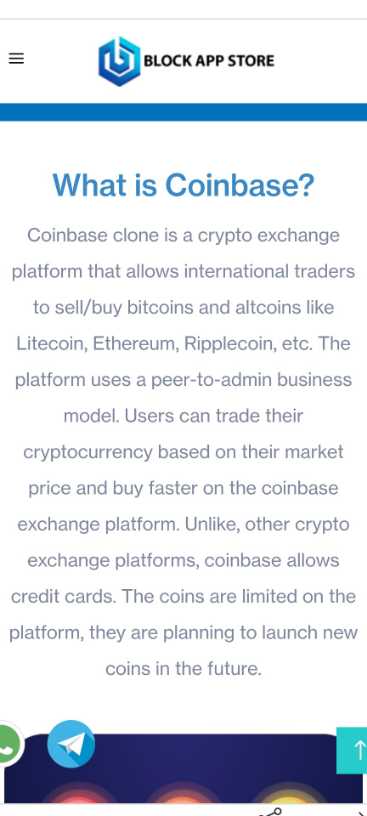 BLOCK APP STORE
What is Coinbase?
Coinbase clone is a crypto exchange
platform that allows international traders
to sell/buy bitcoins and altcoins like
Litecoin, Ethereum, Ripplecoin, etc. The
platform uses a peer-to-admin business
model. Users can trade their
cryptocurrency based on their market
price and buy faster on the coinbase
exchange platform. Unlike, other crypto
exchange platforms, coinbase allows
credit cards. The coins are limited on the
platform, they are planning to launch new
coins in the future.